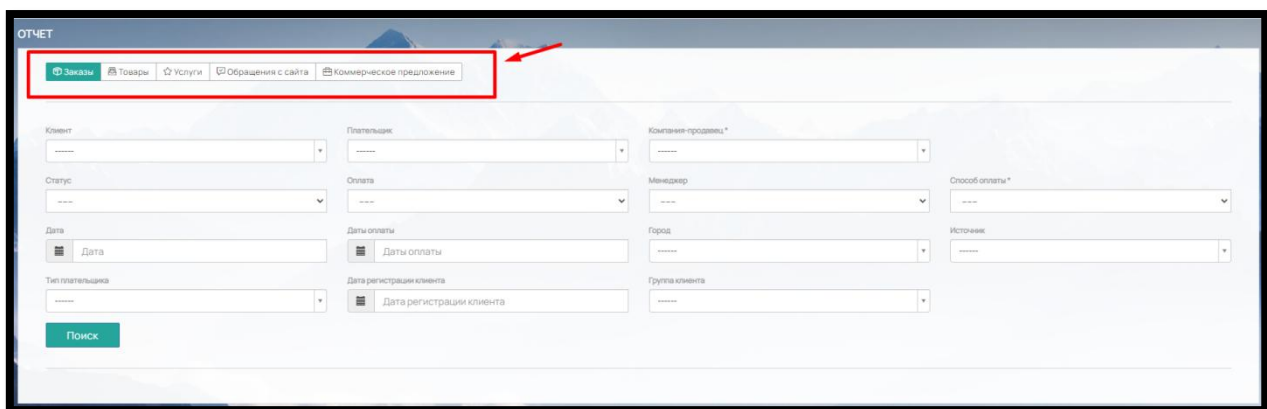 ОТЧЕТ
Заказы Товары Услуги Обращения с сайта Коммерческое предложение
Клиент Плательщик Компания-продавец *
------ ------ ------
Статус Оплата Менеджер Способ оплаты *
--- --- --- ---
Дата Даты оплаты Город Источник
Дата Даты оплаты ------ ------
Тип плательщика Дата регистрации клиента Группа клиента
------ Дата регистрации клиента ------
Поиск